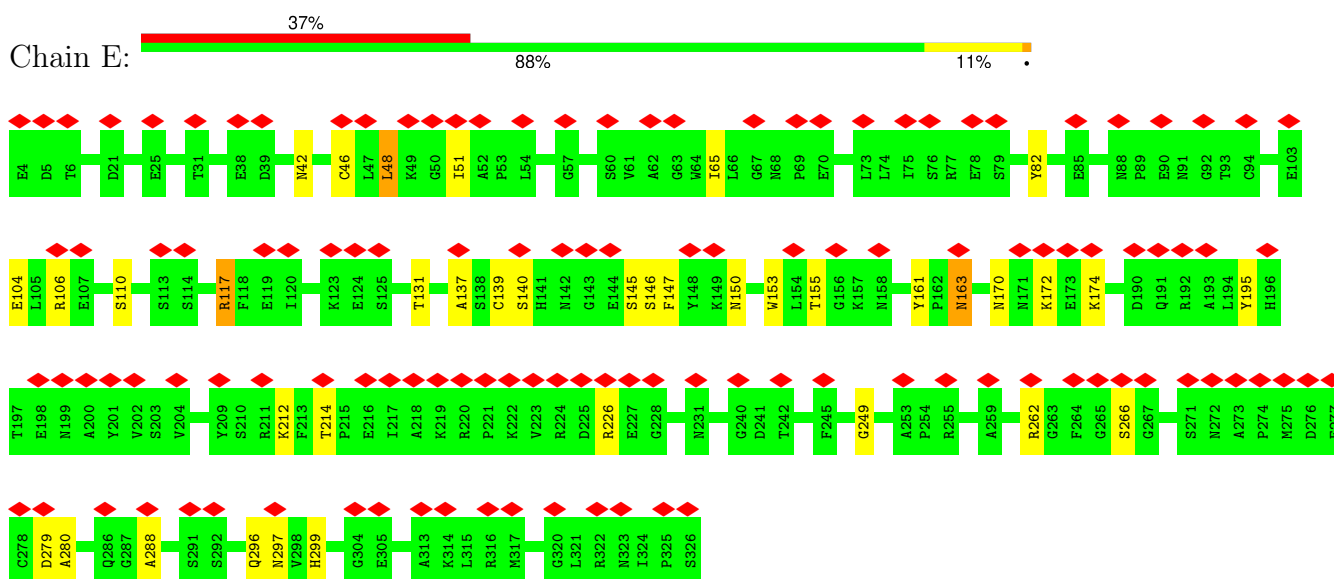 37%
Chain E:
88% 11% •
E4 D5 T6 D21 E25 T31 E38 D39 N42 C46 L47 L48 K49 G50 I51 A52 P53 L54 G57 S60 V61 A62 G63 W64 I65 L66 G67 N68 P69 E70 L73 L74 I75 S76 R77 E78 S79 Y82 E85 N88 P89 E90 N91 G92 T93 C94 E103
E104 L105 R106 E107 S110 S113 S114 R117 F118 E119 I120 K123 E124 S125 T131 A137 S138 C139 S140 H141 N142 G143 E144 S145 S146 F147 Y148 K149 N150 W153 L154 T155 G156 K157 N158 Y161 P162 N163 N170 N171 K172 E173 K174 D190 Q191 R192 A193 L194 Y195 H196
T197 E198 N199 A200 Y201 V202 S203 V204 Y209 S210 R211 K212 F213 T214 P215 E216 I217 A218 K219 R220 P221 K222 V223 R224 D225 R226 E227 G228 N231 G240 D241 T242 F245 G249 A253 P254 R255 A259 R262 G263 F264 G265 S266 G267 S271 N272 A273 P274 M275 D276
C278 D279 A280 Q286 G287 A288 S291 S292 Q296 N297 V298 H299 G304 E305 A313 K314 L315 R316 M317 G320 L321 R322 N323 I324 P325 S326